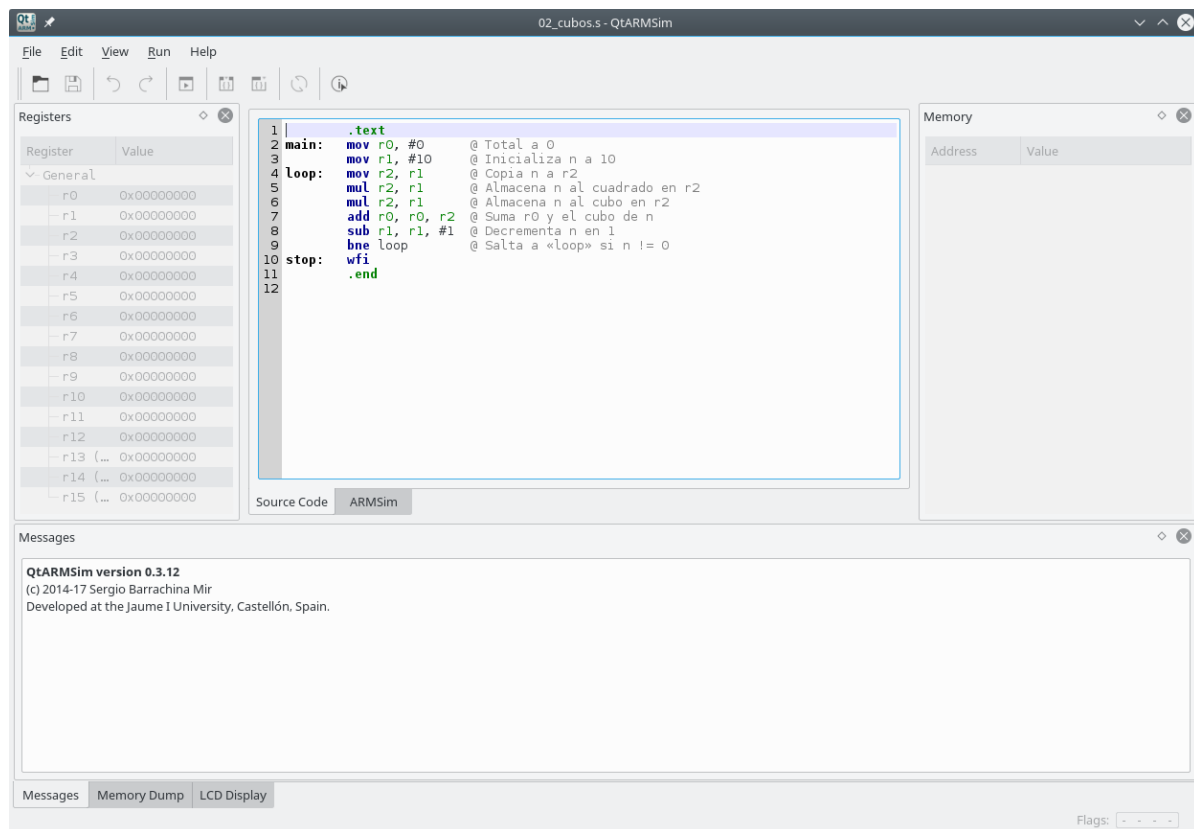 02_cubos.s - QtARMSim
File Edit View Run Help
Registers
Register Value
General
r0 0x00000000
r1 0x00000000
r2 0x00000000
r3 0x00000000
r4 0x00000000
r5 0x00000000
r6 0x00000000
r7 0x00000000
r8 0x00000000
r9 0x00000000
r10 0x00000000
r11 0x00000000
r12 0x00000000
r13 (... 0x00000000
r14 (... 0x00000000
r15 (... 0x00000000
1 .text
2 main: mov r0, #0 @ Total a 0
3 mov r1, #10 @ Inicializa n a 10
4 loop: mov r2, r1 @ Copia n a r2
5 mul r2, r1 @ Almacena n al cuadrado en r2
6 mul r2, r1 @ Almacena n al cubo en r2
7 add r0, r0, r2 @ Suma r0 y el cubo de n
8 sub r1, r1, #1 @ Decrementa n en 1
9 bne loop @ Salta a «loop» si n != 0
10 stop: wfi
11 .end
12
Source Code ARMSim
Memory
Address Value
Messages
QtARMSim version 0.3.12
(c) 2014-17 Sergio Barrachina Mir
Developed at the Jaume I University, Castellón, Spain.
Messages Memory Dump LCD Display
Flags: - - - -